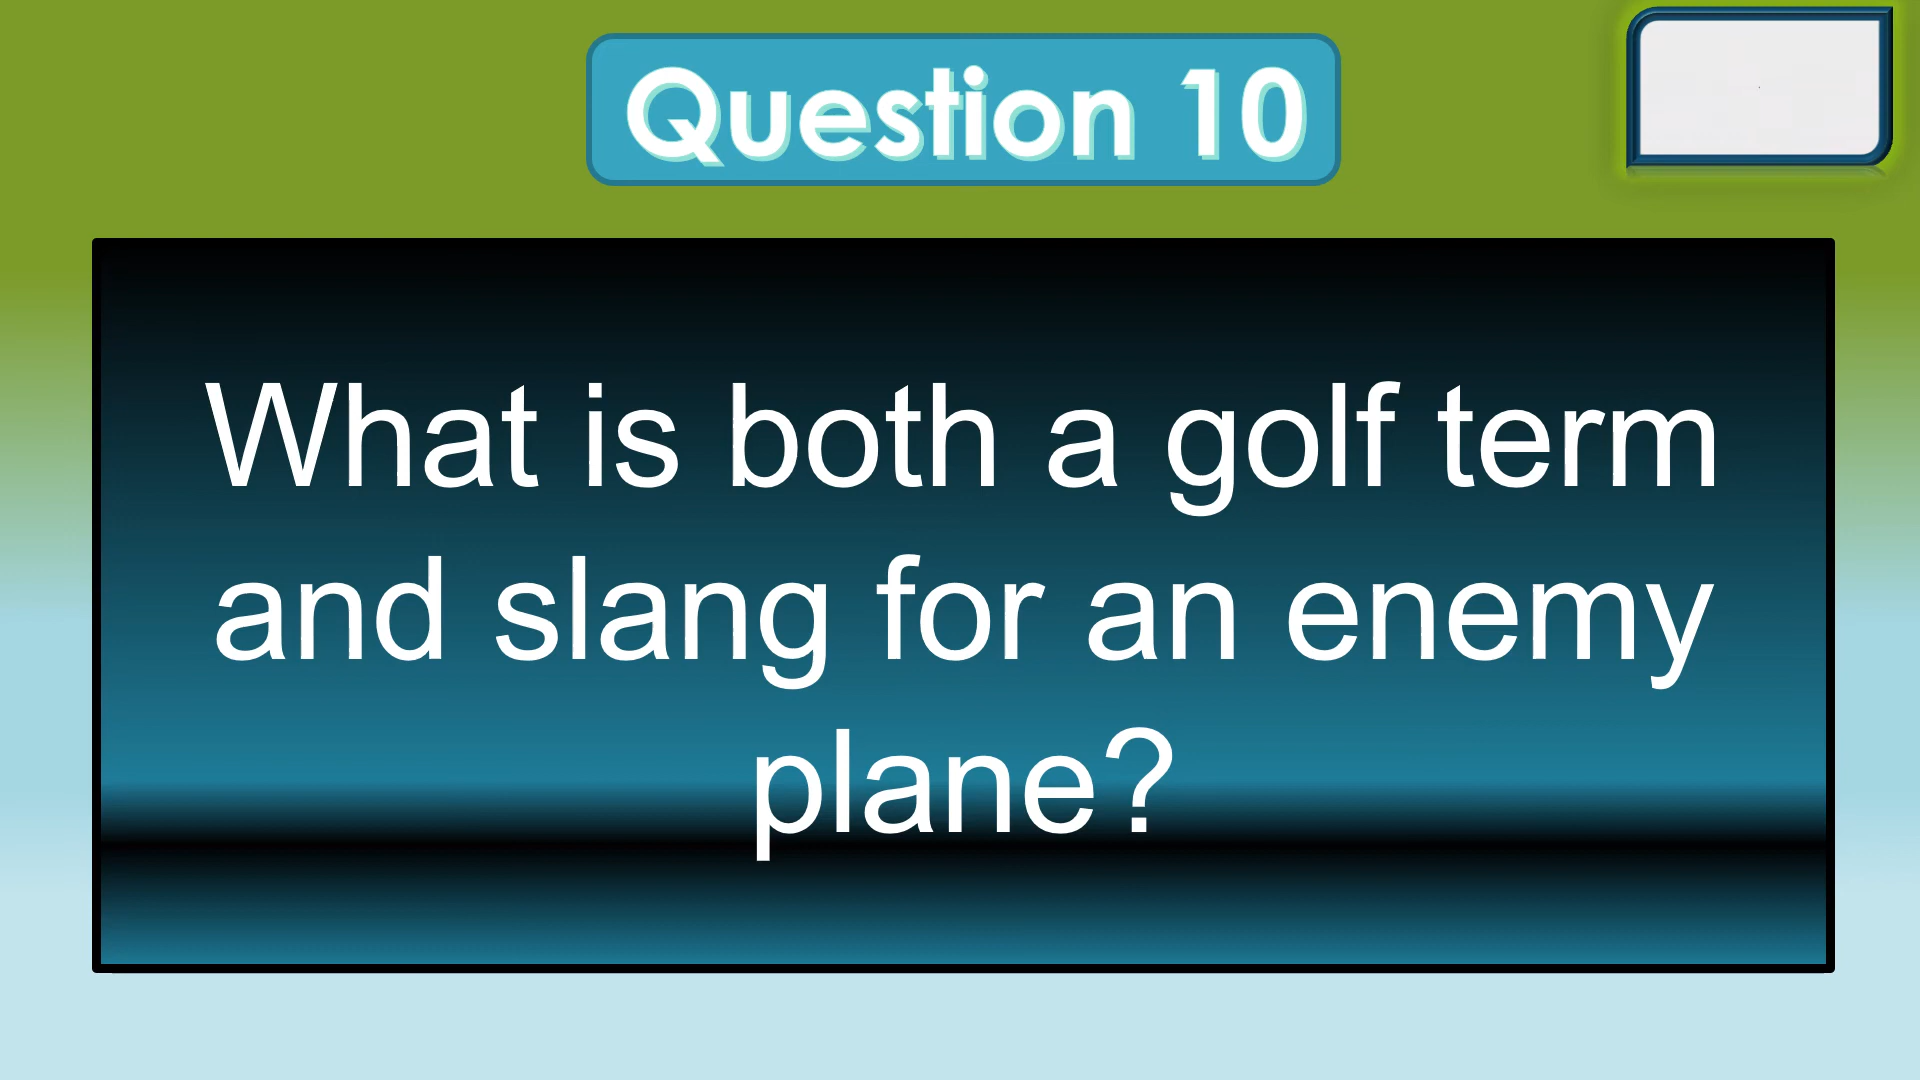 Question 10
What is both a golf term
and slang for an enemy
plane?